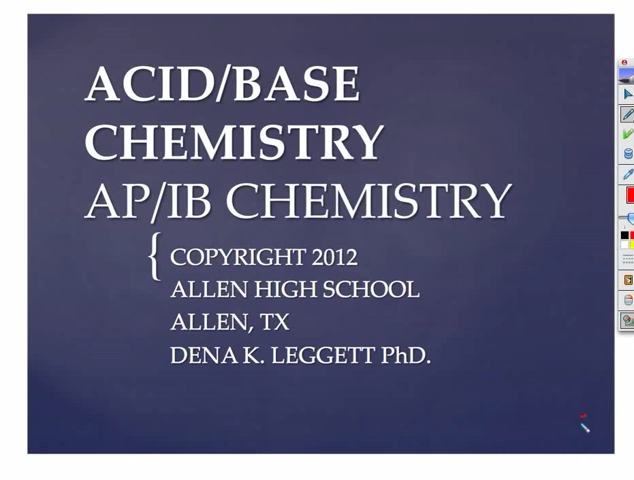 ACID/BASE
CHEMISTRY
AP/IB CHEMISTRY
{ COPYRIGHT 2012
ALLEN HIGH SCHOOL
ALLEN, TX
DENA K. LEGGETT PhD.